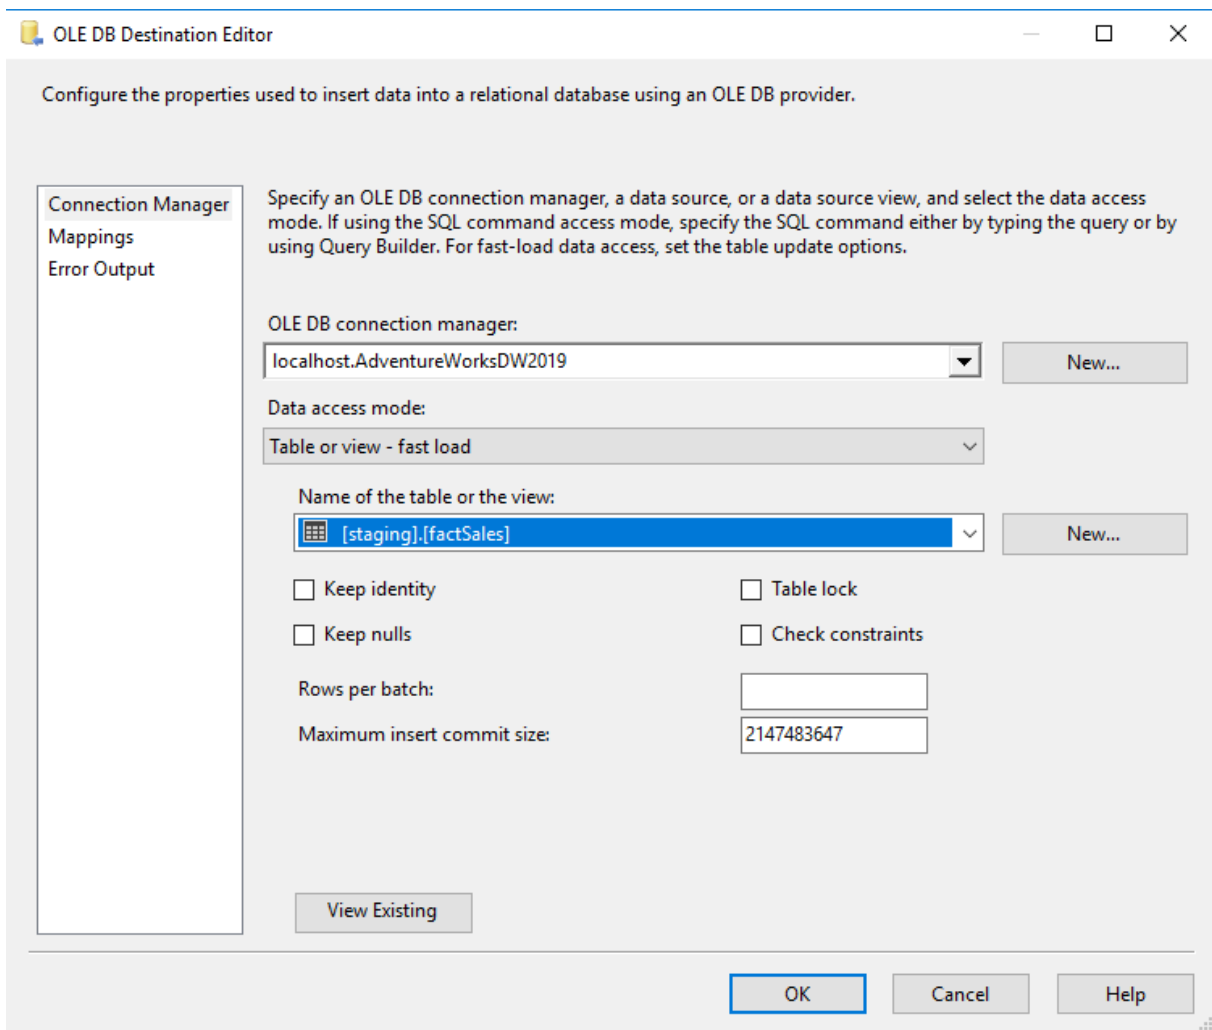 OLE DB Destination Editor
Configure the properties used to insert data into a relational database using an OLE DB provider.
Connection Manager
Mappings
Error Output
Specify an OLE DB connection manager, a data source, or a data source view, and select the data access
mode. If using the SQL command access mode, specify the SQL command either by typing the query or by
using Query Builder. For fast-load data access, set the table update options.
OLE DB connection manager:
localhost.AdventureWorksDW2019
New...
Data access mode:
Table or view - fast load
Name of the table or the view:
[staging].[factSales]
New...
Keep identity
Table lock
Keep nulls
Check constraints
Rows per batch:
Maximum insert commit size:
2147483647
View Existing
OK
Cancel
Help